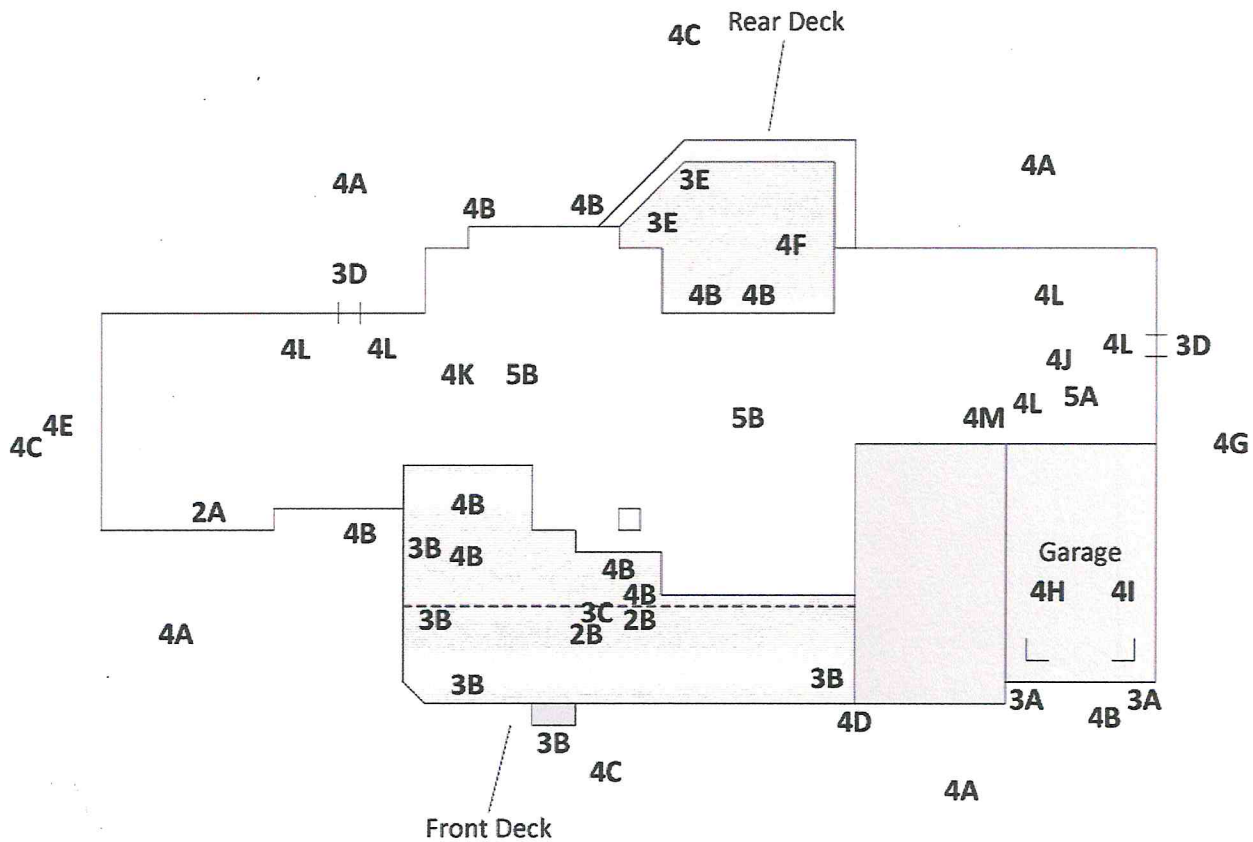 4C Rear Deck
4A 3E 4A
4B 4B 3E
4F
3D 4B 4B 4L
4L 4L 4L 3D
4K 5B 4J
5A
4C 4E 5B 4M 4L 4G
2A 4B
4B
3B 4B 4B Garage
4B 4H 4I
3B 3C 2B
4A 2B
3B 3B
3A 3A
4D 4B
3B
4C 4A
Front Deck